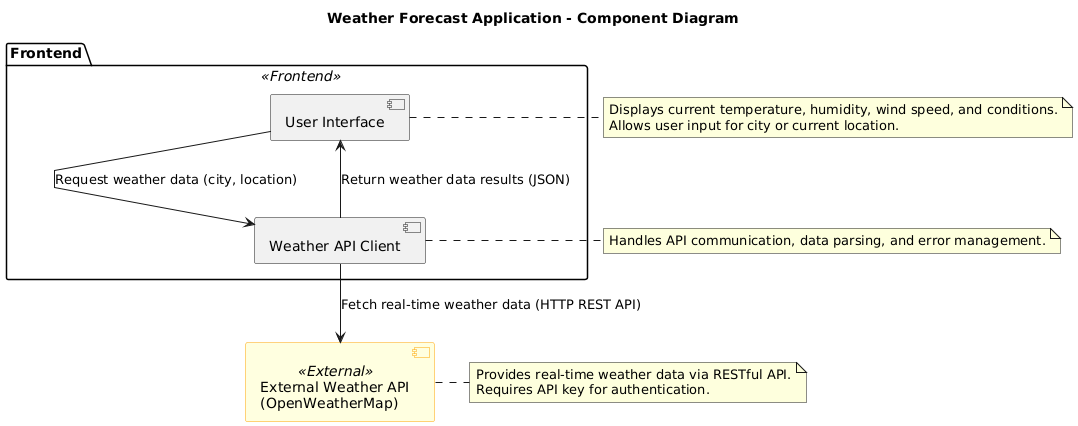 Weather Forecast Application - Component Diagram
Frontend
«Frontend»
User Interface
Displays current temperature, humidity, wind speed, and conditions.
Allows user input for city or current location.
Request weather data (city, location)
Return weather data results (JSON)
Weather API Client
Handles API communication, data parsing, and error management.
Fetch real-time weather data (HTTP REST API)
«External»
External Weather API
(OpenWeatherMap)
Provides real-time weather data via RESTful API.
Requires API key for authentication.